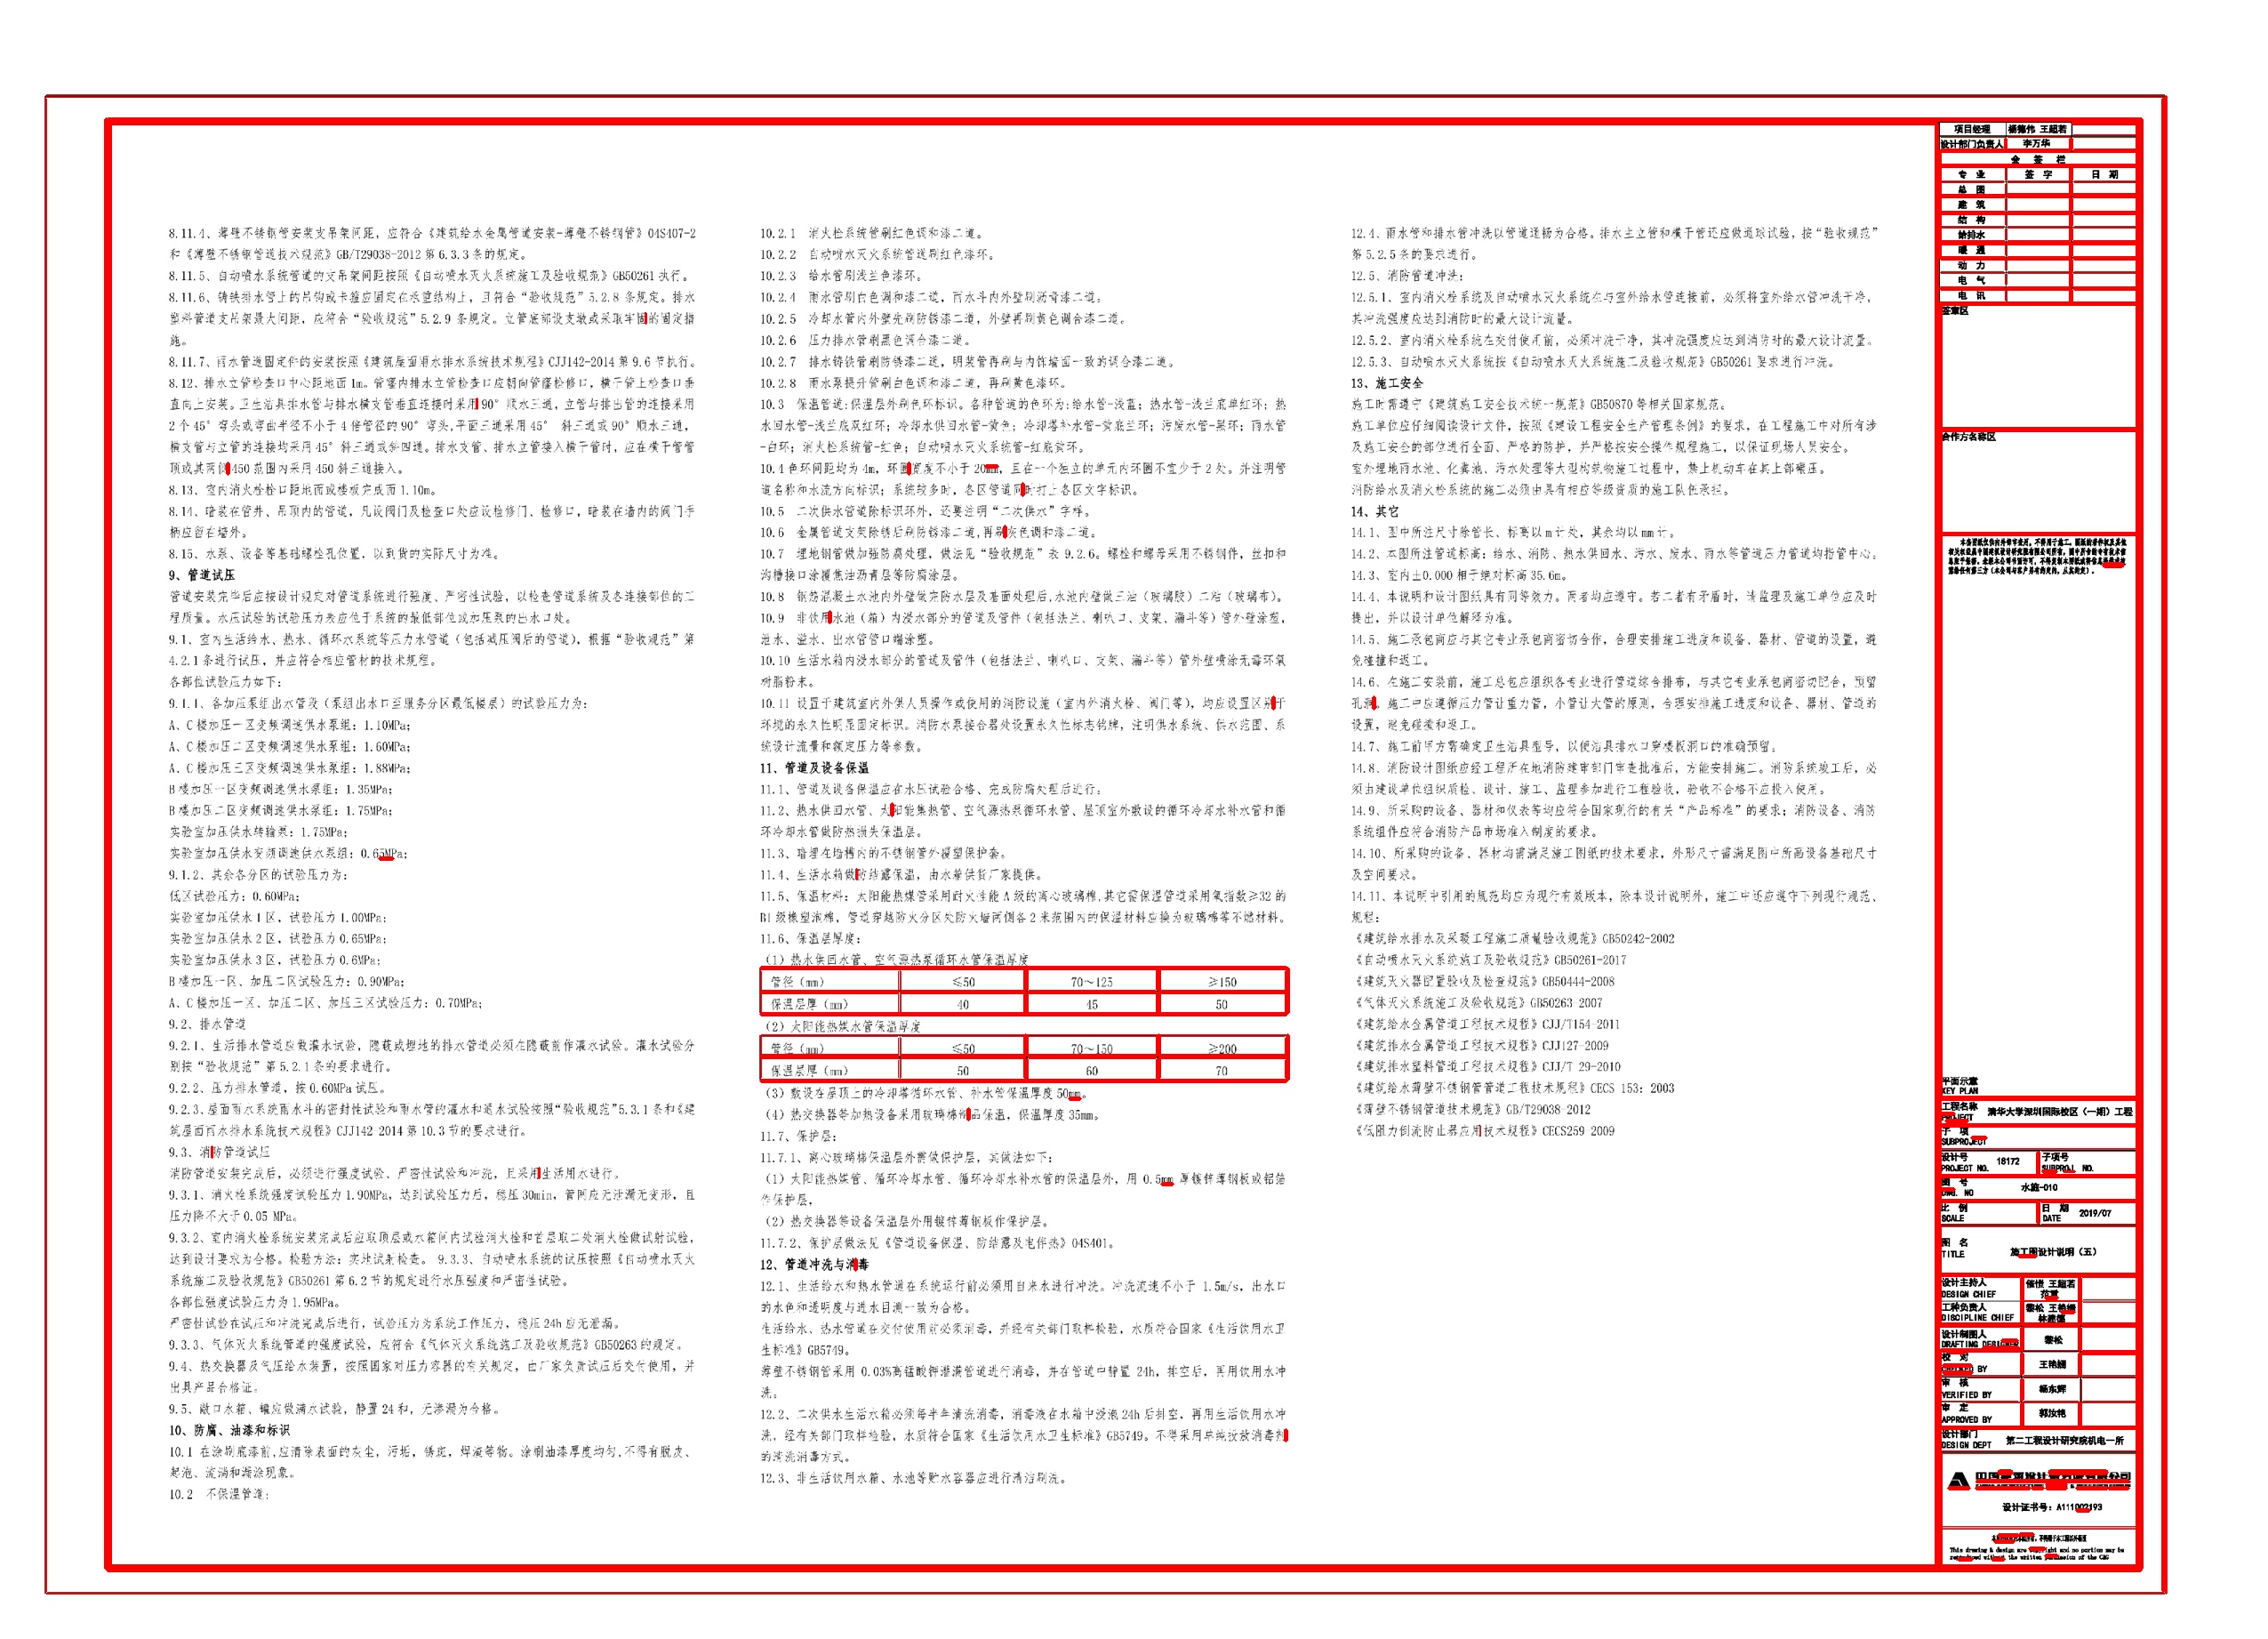 8.11.4、薄壁不锈钢管安装支吊架间距，应符合《建筑给水金属管道安装-薄壁不锈钢管》04S407-2
和《薄壁不锈钢管道技术规范》GB/T29038-2012第6.3.3条的规定。
8.11.5、自动喷水系统管道的支吊架间距按照《自动喷水灭火系统施工及验收规范》GB50261执行。
8.11.6、铸铁排水管上的吊钩或卡箍应固定在承重结构上，且符合“验收规范”5.2.8条规定。排水
塑料管道支吊架最大间距，应符合“验收规范”5.2.9条规定。立管底部设支墩或采取牢固的固定措
施。
8.11.7、雨水管道固定件的安装按照《建筑屋面雨水排水系统技术规程》CJJ142-2014第9.6节执行。
8.12、排水立管检查口中心距地面1m。管窿内排水立管检查口应朝向管窿检修口，横干管上检查口垂
直向上安装。卫生洁具排水管与排水横支管垂直连接时采用90°顺水三通，立管与排出管的连接采用
2个45°弯头或弯曲半径不小于4倍管径的90°弯头,平面三通采用45° 斜三通或90°顺水三通，
横支管与立管的连接均采用45°斜三通或斜四通。排水支管、排水立管接入横干管时，应在横干管管
顶或其两侧450范围内采用450斜三通接入。
8.13、室内消火栓栓口距地面或楼板完成面1.10m。
8.14、暗装在管井、吊顶内的管道，凡设阀门及检查口处应设检修门、检修口，暗装在墙内的阀门手
柄应留在墙外。
8.15、水泵、设备等基础螺栓孔位置，以到货的实际尺寸为准。
9、管道试压
管道安装完毕后应按设计规定对管道系统进行强度、严密性试验，以检查管道系统及各连接部位的工
程质量。水压试验的试验压力表应位于系统的最低部位或加压泵的出水口处。
9.1、室内生活给水、热水、循环水系统等压力水管道（包括减压阀后的管道），根据“验收规范”第
4.2.1条进行试压，并应符合相应管材的技术规程。
各部位试验压力如下：
9.1.1、各加压泵组出水管段（泵组出水口至服务分区最低楼层）的试验压力为：
A、C楼加压一区变频调速供水泵组：1.10MPa；
A、C楼加压二区变频调速供水泵组：1.60MPa；
A、C楼加压三区变频调速供水泵组：1.88MPa；
B楼加压一区变频调速供水泵组：1.35MPa；
B楼加压二区变频调速供水泵组：1.75MPa；
实验室加压供水转输泵：1.75MPa；
实验室加压供水变频调速供水泵组：0.65MPa；
9.1.2、其余各分区的试验压力为：
低区试验压力：0.60MPa；
实验室加压供水1区，试验压力1.00MPa；
实验室加压供水2区，试验压力0.65MPa；
实验室加压供水3区，试验压力0.6MPa；
B楼加压一区、加压二区试验压力：0.90MPa；
A、C楼加压一区、加压二区、加压三区试验压力：0.70MPa；
9.2、排水管道
9.2.1、生活排水管道应做灌水试验，隐蔽或埋地的排水管道必须在隐蔽前作灌水试验。灌水试验分
别按“验收规范”第5.2.1条的要求进行。
9.2.2、压力排水管道，按0.60MPa试压。
9.2.3、屋面雨水系统雨水斗的密封性试验和雨水管的灌水和通水试验按照“验收规范”5.3.1条和《建
筑屋面雨水排水系统技术规程》CJJ142-2014第10.3节的要求进行。
9.3、消防管道试压
消防管道安装完成后，必须进行强度试验、严密性试验和冲洗，且采用生活用水进行。
9.3.1、消火栓系统强度试验压力1.90MPa，达到试验压力后，稳压30min，管网应无泄漏无变形，且
压力降不大于0.05 MPa。
9.3.2、室内消火栓系统安装完成后应取顶层或水箱间内试验消火栓和首层取二处消火栓做试射试验，
达到设计要求为合格。检验方法：实地试射检查。 9.3.3、自动喷水系统的试压按照《自动喷水灭火
系统施工及验收规范》GB50261第6.2节的规定进行水压强度和严密性试验。
各部位强度试验压力为1.95MPa。
严密性试验在试压和冲洗完成后进行，试验压力为系统工作压力，稳压24h应无泄漏。
9.3.3、气体灭火系统管道的强度试验，应符合《气体灭火系统施工及验收规范》GB50263的规定。
9.4、热交换器及气压给水装置，按照国家对压力容器的有关规定，由厂家负责试压后交付使用，并
出具产品合格证。
9.5、敞口水箱、罐应做满水试验，静置24和，无渗漏为合格。
10、防腐、油漆和标识
10.1 在涂刷底漆前,应清除表面的灰尘，污垢，锈斑，焊渣等物。涂刷油漆厚度均匀,不得有脱皮、
起泡、流淌和漏涂现象。
10.2 不保温管道：
10.2.1 消火栓系统管刷红色调和漆二道。
10.2.2 自动喷水灭火系统管道刷红色漆环。
10.2.3 给水管刷浅兰色漆环。
10.2.4 雨水管刷白色调和漆二道，雨水斗内外壁刷沥青漆二道。
10.2.5 冷却水管内外壁先刷防锈漆二道，外壁再刷黄色调合漆二道。
10.2.6 压力排水管刷黑色调合漆二道。
10.2.7 排水铸铁管刷防锈漆二道，明装管再刷与内饰墙面一致的调合漆二道。
10.2.8 雨水泵提升管刷白色调和漆二道，再刷黄色漆环。
10.3 保温管道:保温层外刷色环标识。各种管道的色环为:给水管-浅蓝；热水管-浅兰底单红环；热
水回水管-浅兰底双红环；冷却水供回水管-黄色；冷却塔补水管-黄底兰环；污废水管-黑环；雨水管
-白环；消火栓系统管-红色；自动喷水灭火系统管-红底黄环。
10.4色环间距均为4m，环圈宽度不小于20mm，且在一个独立的单元内环圈不宜少于2处。并注明管
道名称和水流方向标识；系统较多时，各区管道同时打上各区文字标识。
10.5 二次供水管道除标识环外，还要注明“二次供水”字样。
10.6 金属管道支架除锈后刷防锈漆二道,再刷灰色调和漆二道。
10.7 埋地钢管做加强防腐处理，做法见“验收规范”表9.2.6。螺栓和螺母采用不锈钢件，丝扣和
沟槽接口涂覆焦油沥青层等防腐涂层。
10.8 钢筋混凝土水池内外壁做完防水层及基面处理后,水池内壁做三油（玻璃胶）二布（玻璃布）。
10.9 非饮用水池（箱）内浸水部分的管道及管件（包括法兰、喇叭口、支架、漏斗等）管外壁涂塑，
进水、溢水、出水管管口端涂塑。
10.10 生活水箱内浸水部分的管道及管件（包括法兰、喇叭口、支架、漏斗等）管外壁喷涂无毒环氧
树脂粉末。
10.11 设置于建筑室内外供人员操作或使用的消防设施（室内外消火栓、阀门等），均应设置区别于
环境的永久性明显固定标识。消防水泵接合器处设置永久性标志铭牌，注明供水系统、供水范围、系
统设计流量和额定压力等参数。
11、管道及设备保温
11.1、管道及设备保温应在水压试验合格、完成防腐处理后进行。
11.2、热水供回水管、太阳能集热管、空气源热泵循环水管、屋顶室外敷设的循环冷却水补水管和循
环冷却水管做防热损失保温层。
11.3、暗埋在墙槽内的不锈钢管外覆塑保护套。
11.4、生活水箱做防结露保温，由水箱供货厂家提供。
11.5、保温材料：太阳能热媒管采用耐火性能A级的离心玻璃棉,其它需保温管道采用氧指数≥32的
B1级橡塑泡棉，管道穿越防火分区处防火墙两侧各2米范围内的保温材料应换为玻璃棉等不燃材料。
11.6、保温层厚度：
（1）热水供回水管、空气源热泵循环水管保温厚度
管径（mm） ≤50 70～125 ≥150
保温层厚（mm） 40 45 50
（2）太阳能热媒水管保温厚度
管径（mm） ≤50 70～150 ≥200
保温层厚（mm） 50 60 70
（3）敷设在屋顶上的冷却塔循环水管、补水管保温厚度50mm。
（4）热交换器等加热设备采用玻璃棉制品保温，保温厚度35mm。
11.7、保护层：
11.7.1、离心玻璃棉保温层外需做保护层，其做法如下：
（1）太阳能热媒管、循环冷却水管、循环冷却水补水管的保温层外，用 0.5mm 厚镀锌薄钢板或铝箔
作保护层，
（2）热交换器等设备保温层外用镀锌薄钢板作保护层。
11.7.2、保护层做法见《管道设备保温、防结露及电伴热》04S401。
12、管道冲洗与消毒
12.1、生活给水和热水管道在系统运行前必须用自来水进行冲洗。冲洗流速不小于 1.5m/s，出水口
的水色和透明度与进水目测一致为合格。
生活给水、热水管道在交付使用前必须消毒，并经有关部门取样检验，水质符合国家《生活饮用水卫
生标准》GB5749。
薄壁不锈钢管采用 0.03%高锰酸钾灌满管道进行消毒，并在管道中静置 24h，排空后，再用饮用水冲
洗。
12.2、二次供水生活水箱必须每半年清洗消毒，消毒液在水箱中浸泡24h后排空，再用生活饮用水冲
洗，经有关部门取样检验，水质符合国家《生活饮用水卫生标准》GB5749。不得采用单纯投放消毒剂
的清洗消毒方式。
12.3、非生活饮用水箱、水池等贮水容器应进行清洁刷洗。
12.4、雨水管和排水管冲洗以管道通畅为合格。排水主立管和横干管还应做通球试验，按“验收规范”
第5.2.5条的要求进行。
12.5、消防管道冲洗：
12.5.1、室内消火栓系统及自动喷水灭火系统在与室外给水管连接前，必须将室外给水管冲洗干净，
其冲洗强度应达到消防时的最大设计流量。
12.5.2、室内消火栓系统在交付使用前，必须冲洗干净，其冲洗强度应达到消防时的最大设计流量。
12.5.3、自动喷水灭火系统按《自动喷水灭火系统施工及验收规范》GB50261要求进行冲洗。
13、施工安全
施工时需遵守《建筑施工安全技术统一规范》GB50870等相关国家规范。
施工单位应仔细阅读设计文件，按照《建设工程安全生产管理条例》的要求，在工程施工中对所有涉
及施工安全的部位进行全面、严格的防护，并严格按安全操作规程施工，以保证现场人员安全。
室外埋地雨水池、化粪池、污水处理等大型构筑物施工过程中，禁止机动车在其上部碾压。
消防给水及消火栓系统的施工必须由具有相应等级资质的施工队伍承担。
14、其它
14.1、图中所注尺寸除管长、标高以m计处，其余均以mm计。
14.2、本图所注管道标高：给水、消防、热水供回水、污水、废水、雨水等管道压力管道均指管中心。
14.3、室内±0.000相于绝对标高35.6m。
14.4、本说明和设计图纸具有同等效力。两者均应遵守。若二者有矛盾时，请监理及施工单位应及时
提出，并以设计单位解释为准。
14.5、施工承包商应与其它专业承包商密切合作，合理安排施工进度和设备、器材、管道的设置，避
免碰撞和返工。
14.6、在施工安装前，施工总包应组织各专业进行管道综合排布，与其它专业承包商密切配合，预留
孔洞。施工中应遵循压力管让重力管，小管让大管的原则，合理安排施工进度和设备、器材、管道的
设置，避免碰撞和返工。
14.7、施工前甲方需确定卫生洁具型号，以便洁具排水口穿楼板洞口的准确预留。
14.8、消防设计图纸应经工程所在地消防建审部门审查批准后，方能安排施工。消防系统竣工后，必
须由建设单位组织质检、设计、施工、监理参加进行工程验收，验收不合格不应投入使用。
14.9、所采购的设备、器材和仪表等均应符合国家现行的有关“产品标准”的要求；消防设备、消防
系统组件应符合消防产品市场准入制度的要求。
14.10、所采购的设备、器材均需满足施工图纸的技术要求，外形尺寸需满足图中所画设备基础尺寸
及空间要求。
14.11、本说明中引用的规范均应为现行有效版本，除本设计说明外，施工中还应遵守下列现行规范、
规程：
《建筑给水排水及采暖工程施工质量验收规范》GB50242-2002
《自动喷水灭火系统施工及验收规范》GB50261-2017
《建筑灭火器配置验收及检查规范》GB50444-2008
《气体灭火系统施工及验收规范》GB50263-2007
《建筑给水金属管道工程技术规程》CJJ/T154-2011
《建筑排水金属管道工程技术规程》CJJ127-2009
《建筑排水塑料管道工程技术规程》CJJ/T 29-2010
《建筑给水薄壁不锈钢管管道工程技术规程》CECS 153: 2003
《薄壁不锈钢管道技术规范》GB/T29038-2012
《低阻力倒流防止器应用技术规程》CECS259-2009
项目经理 杨德伟 王超若
设计部门负责人 李万华
会 签 栏
专 业 签 字 日 期
总 图
建 筑
结 构
给排水
暖 通
动 力
电 气
电 讯
签章区
合作方名称区
平面示意
KEY PLAN
工程名称 清华大学深圳国际校区（一期）工程
PROJECT
子 项
SUBPROJECT
设计号 18172 子项号
PROJECT NO. SUBPROJ. NO.
图 号 水施-010
DWG. NO
比 例 日 期 2019/07
SCALE DATE
图 名
TITLE 施工图设计说明（五）
设计主持人 王超若
DESIGN CHIEF 范重
工种负责人 黎松
DISCIPLINE CHIEF
设计制图人 黎松
DRAFTING DESIGNER
校 对
CHECKED BY
审 核 杨东辉
VERIFIED BY
审 定 郭汝艳
APPROVED BY
设计部门
DESIGN DEPT 第二工程设计研究院机电一所
设计证书号：A111002193
This drawing & design are copyright and no portion may be
reproduced without the written permission of the CAG